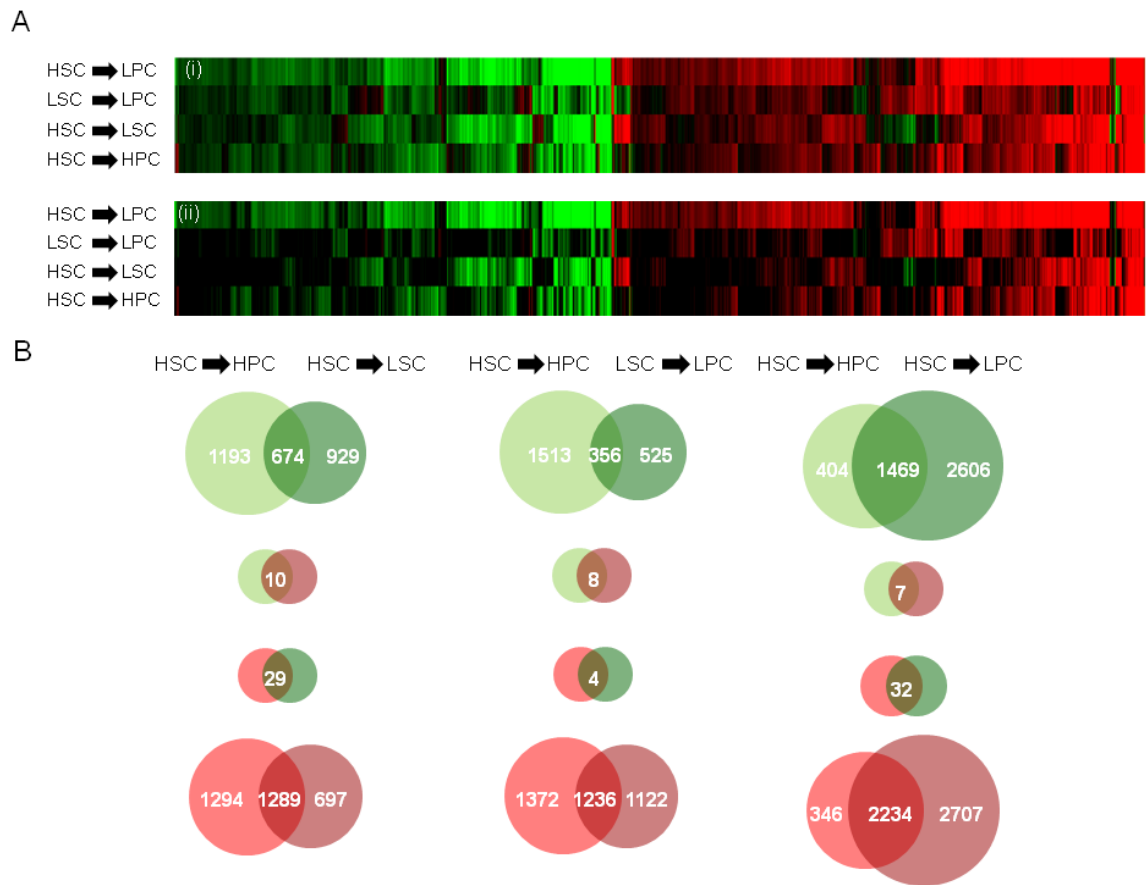 A
(i)
HSC ➡ LPC
LSC ➡ LPC
HSC ➡ LSC
HSC ➡ HPC
(ii)
HSC ➡ LPC
LSC ➡ LPC
HSC ➡ LSC
HSC ➡ HPC
B
HSC ➡ HPC HSC ➡ LSC HSC ➡ HPC LSC ➡ LPC HSC ➡ HPC HSC ➡ LPC
1193 674 929 1513 356 525 404 1469 2606
10 8 7
29 4 32
1294 1289 697 1372 1236 1122 346 2234 2707